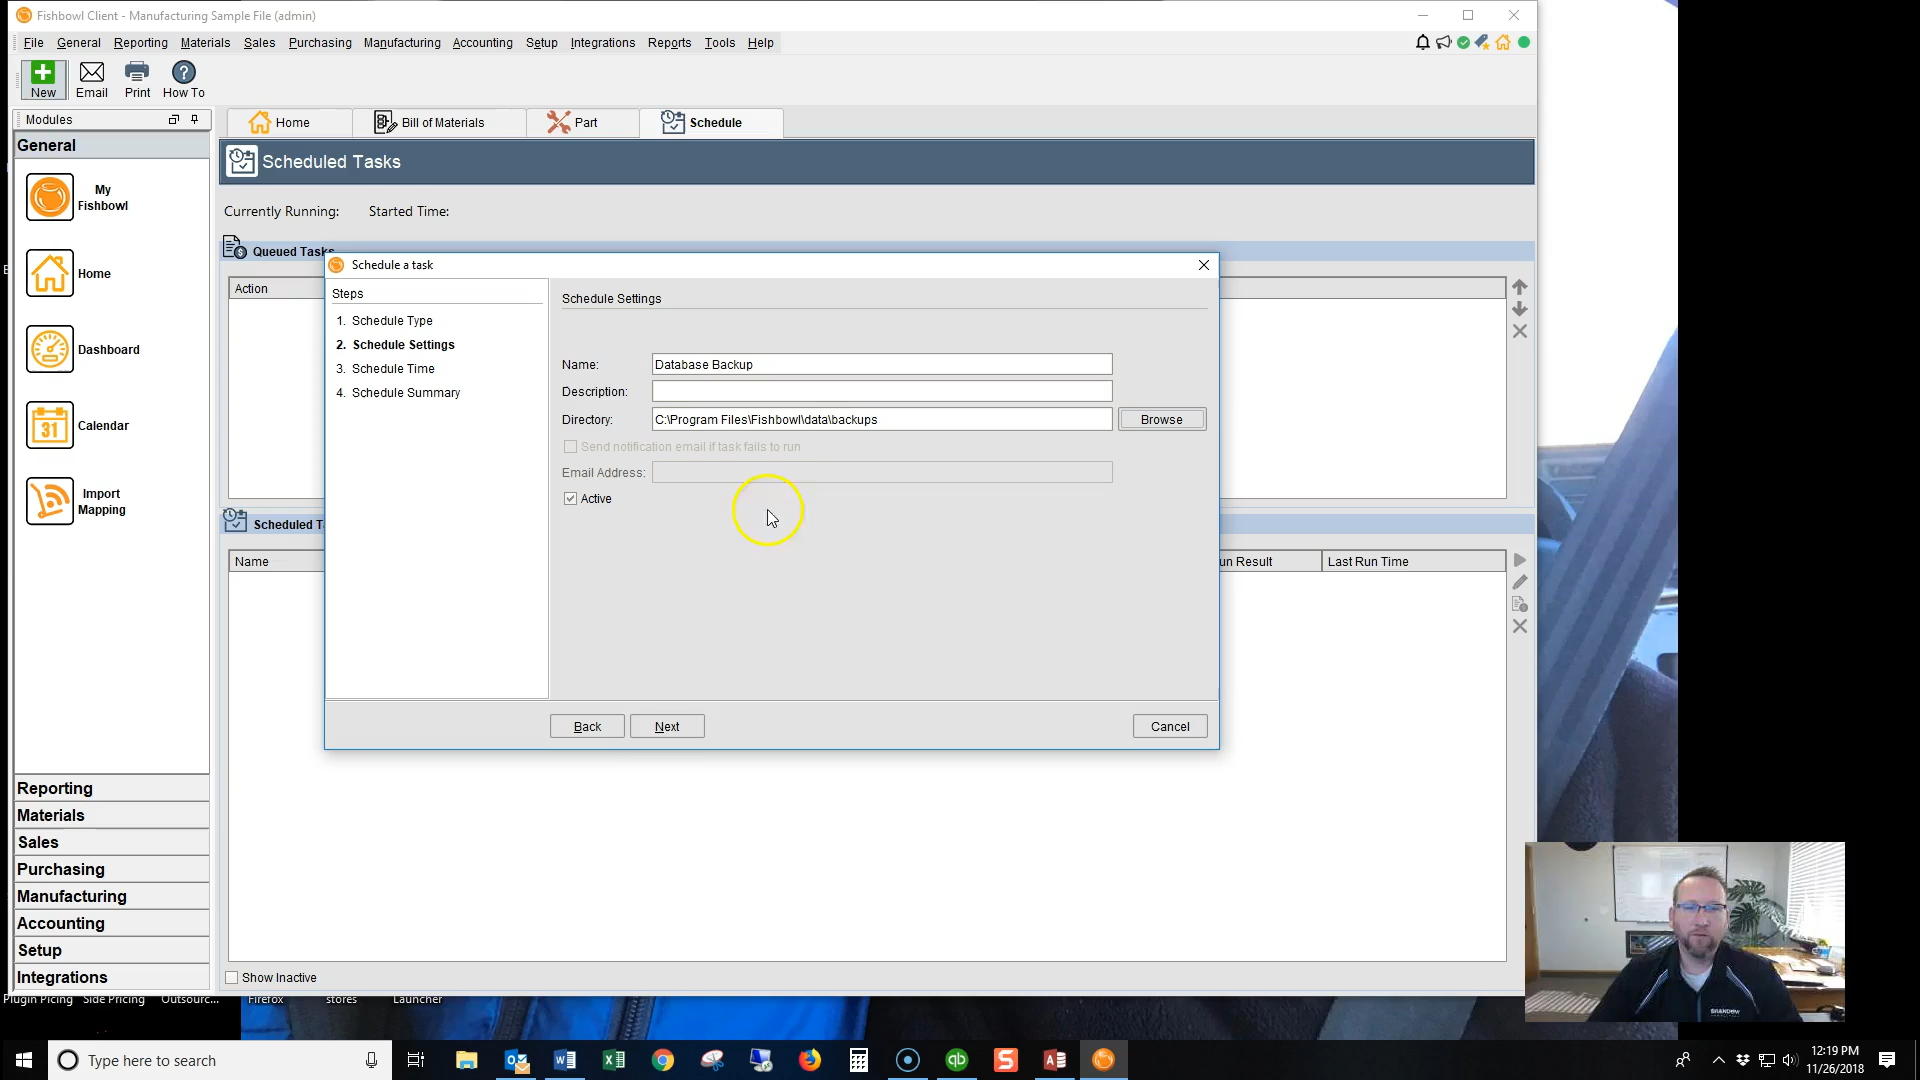 Fishbowl Client - Manufacturing Sample File (admin)
File General Reporting Materials Sales Purchasing Manufacturing Accounting Setup Integrations Reports Tools Help
New Email Print How To
Modules
General
My Fishbowl
Home
Dashboard
31
Calendar
Import Mapping
Reporting
Materials
Sales
Purchasing
Manufacturing
Accounting
Setup
Integrations
Home Bill of Materials Part Schedule
Scheduled Tasks
Currently Running: Started Time:
Queued Tasks
Action
Scheduled T
Name
un Result Last Run Time
Show Inactive
Schedule a task
Steps
1. Schedule Type
2. Schedule Settings
3. Schedule Time
4. Schedule Summary
Schedule Settings
Name: Database Backup
Description:
Directory: C:\Program Files\Fishbowl\data\backups Browse
Send notification email if task fails to run
Email Address:
Active
Back Next Cancel
Plugin Pricing Side Pricing Outsourc... Firefox stores Launcher
Type here to search
12:19 PM
11/26/2018